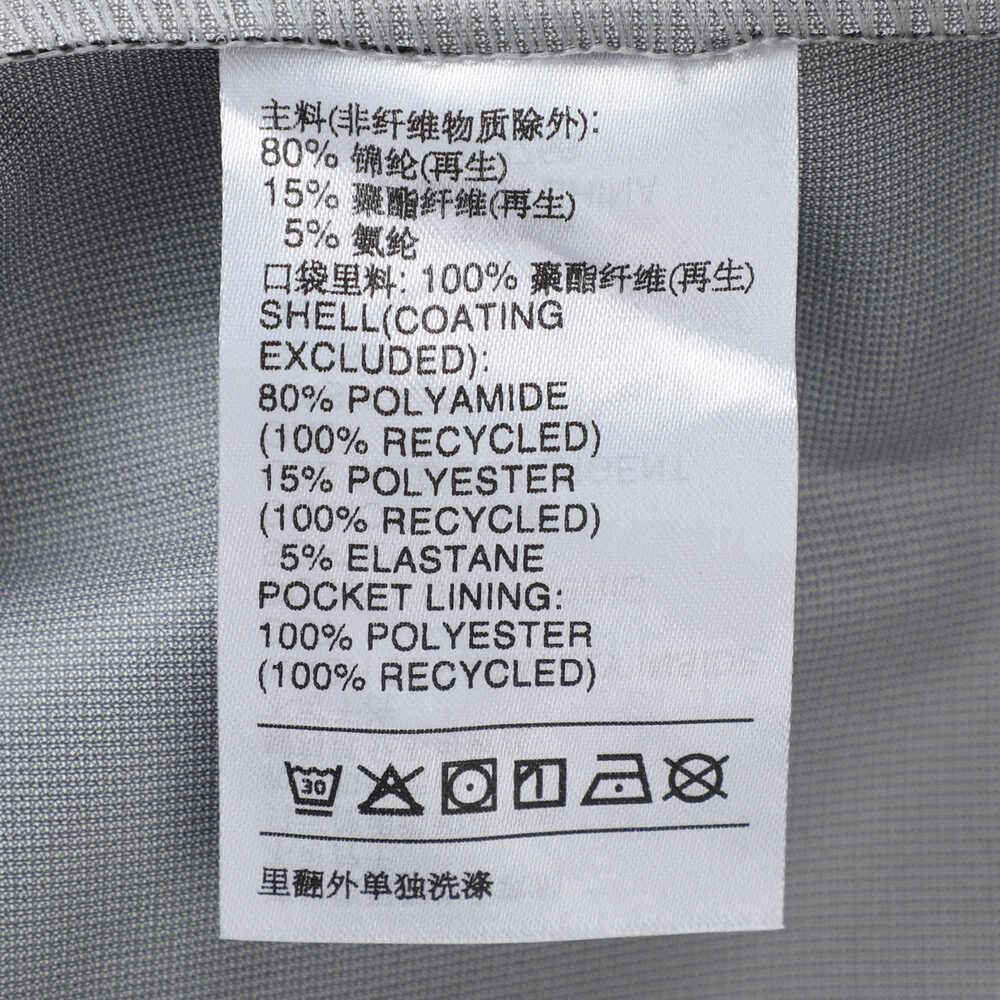 主料(非纤维物质除外):
80% 锦纶(再生)
15% 聚酯纤维(再生)
5% 氨纶
口袋里料: 100% 聚酯纤维(再生)
SHELL(COATING
EXCLUDED):
80% POLYAMIDE
(100% RECYCLED)
15% POLYESTER
(100% RECYCLED)
5% ELASTANE
POCKET LINING:
100% POLYESTER
(100% RECYCLED)
30
里翻外单独洗涤